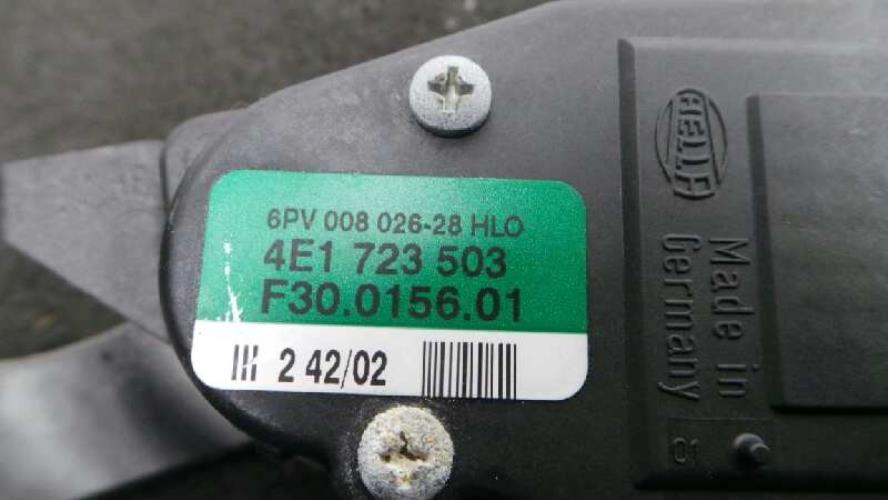 6PV 008 026-28 HLO
4E1 723 503
F30.0156.01
2 42/02
HELLA
Made in
Germany